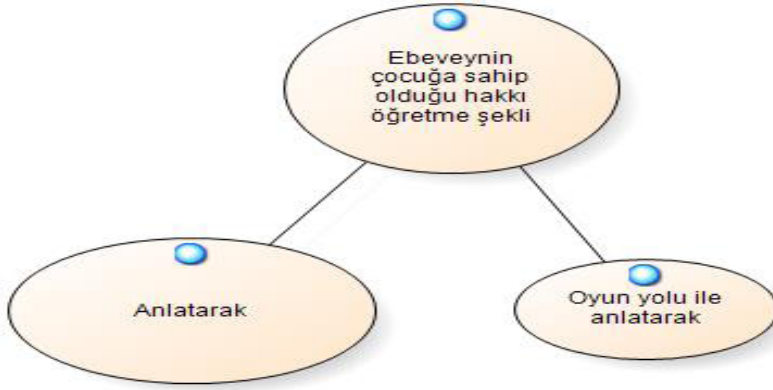 Ebeveynin
çocuğa sahip
olduğu hakkı
öğretme şekli
Anlatarak
Oyun yolu ile
anlatarak